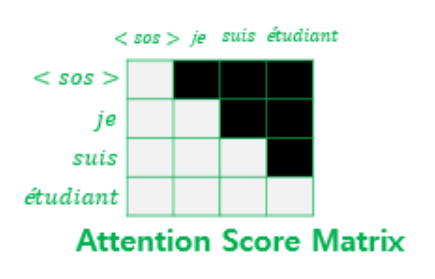 < sos > je suis étudiant
< sos >
je
suis
étudiant
Attention Score Matrix